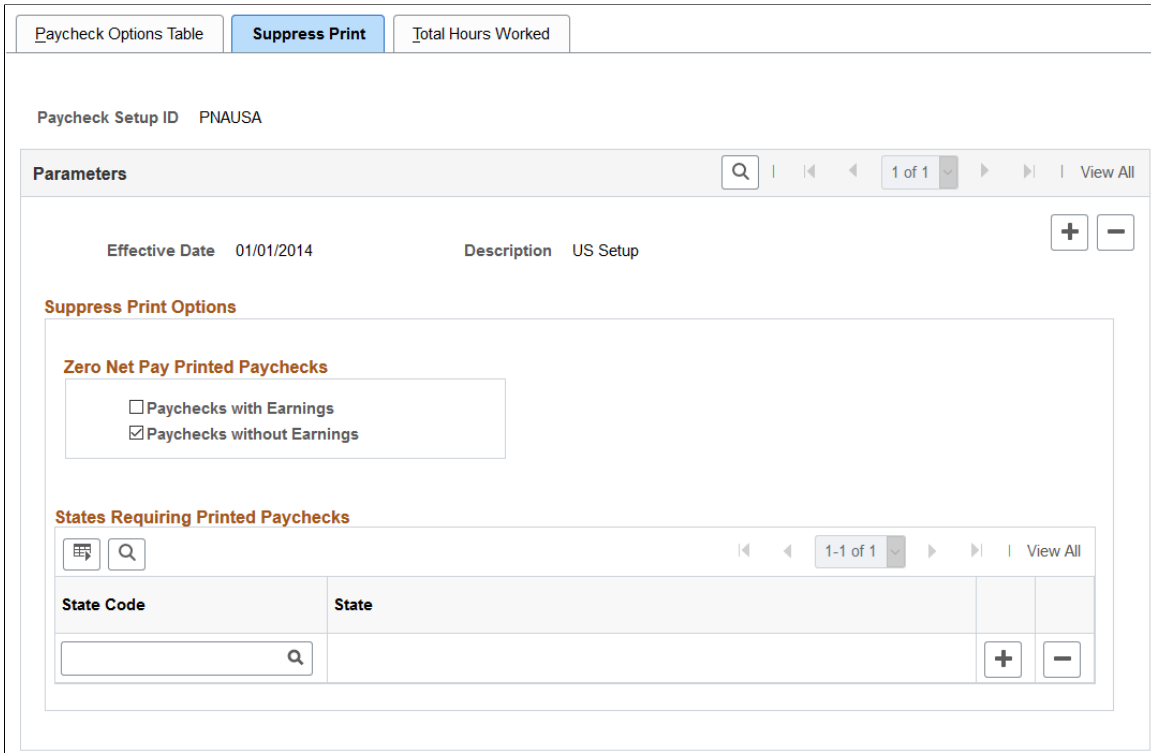 Paycheck Options Table Suppress Print Total Hours Worked
Paycheck Setup ID PNAUSA
Parameters 1 of 1 View All
Effective Date 01/01/2014 Description US Setup
Suppress Print Options
Zero Net Pay Printed Paychecks
Paychecks with Earnings
Paychecks without Earnings
States Requiring Printed Paychecks
1-1 of 1 View All
State Code State